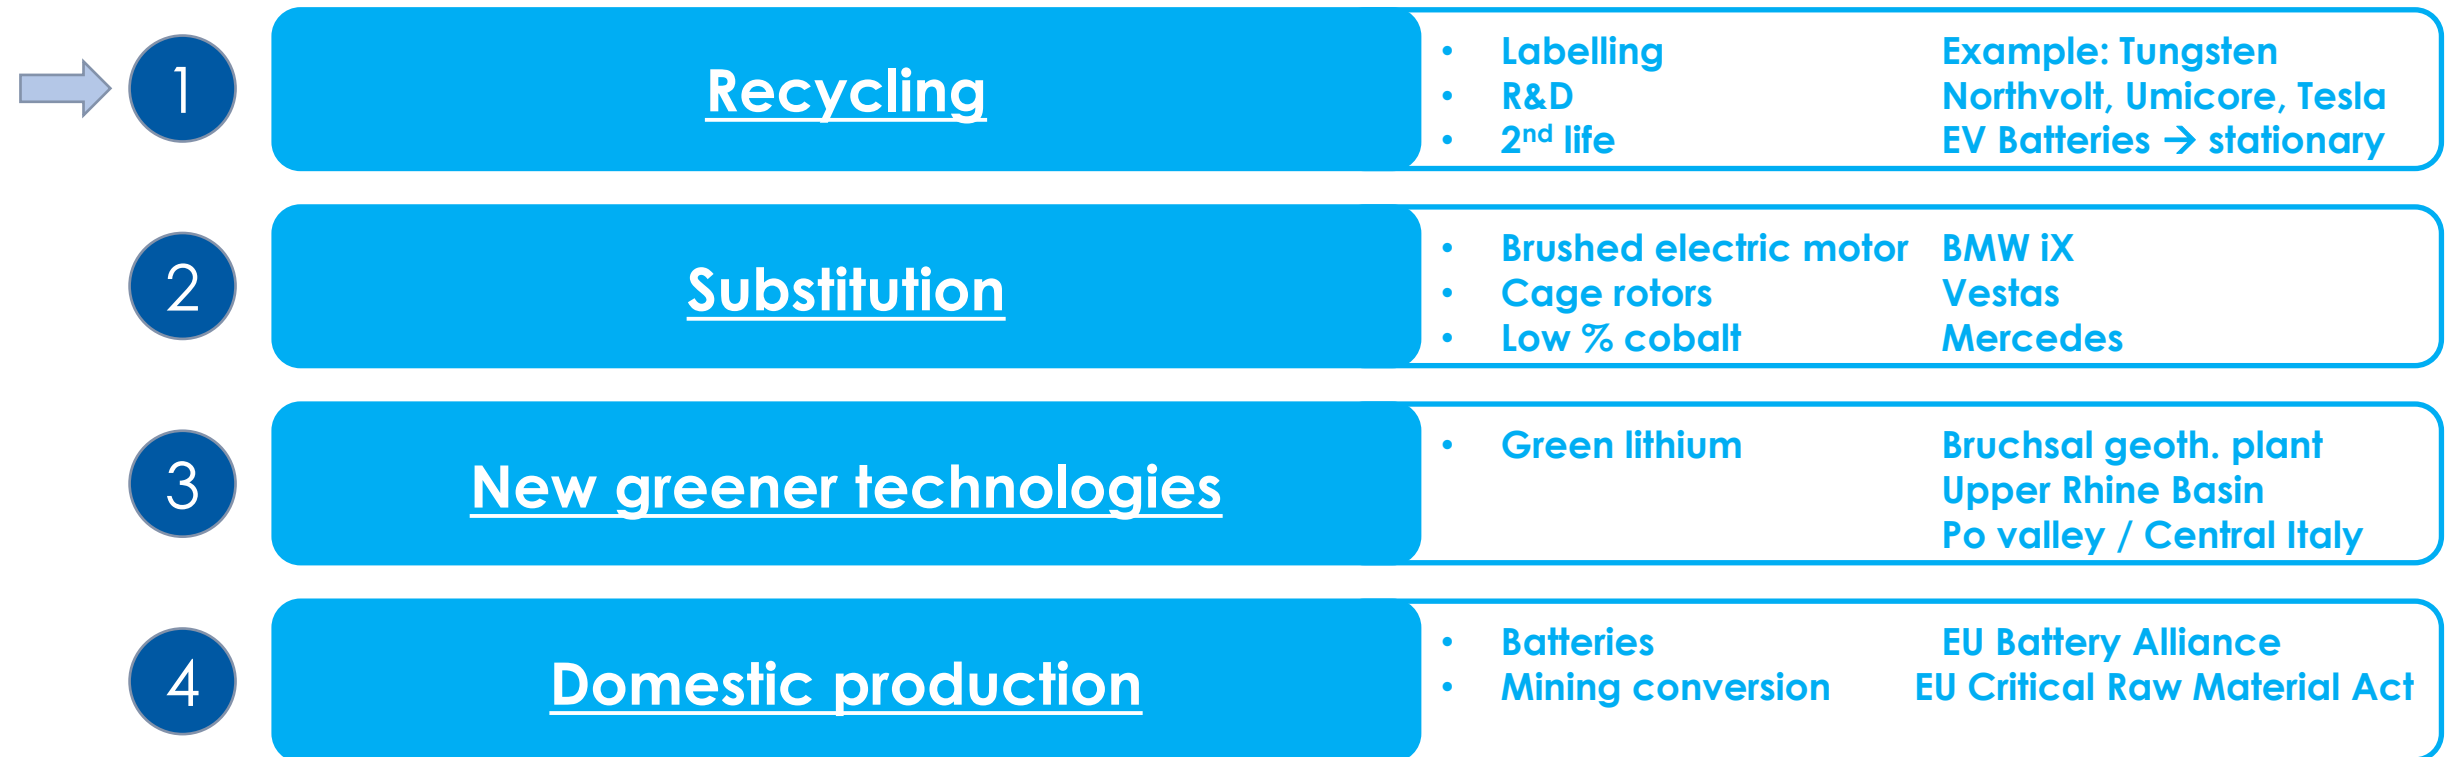 1
Recycling
• Labelling Example: Tungsten
• R&D Northvolt, Umicore, Tesla
• 2nd life EV Batteries → stationary
2
Substitution
• Brushed electric motor BMW iX
• Cage rotors Vestas
• Low % cobalt Mercedes
3
New greener technologies
• Green lithium Bruchsal geoth. plant
Upper Rhine Basin
Po valley / Central Italy
4
Domestic production
• Batteries EU Battery Alliance
• Mining conversion EU Critical Raw Material Act